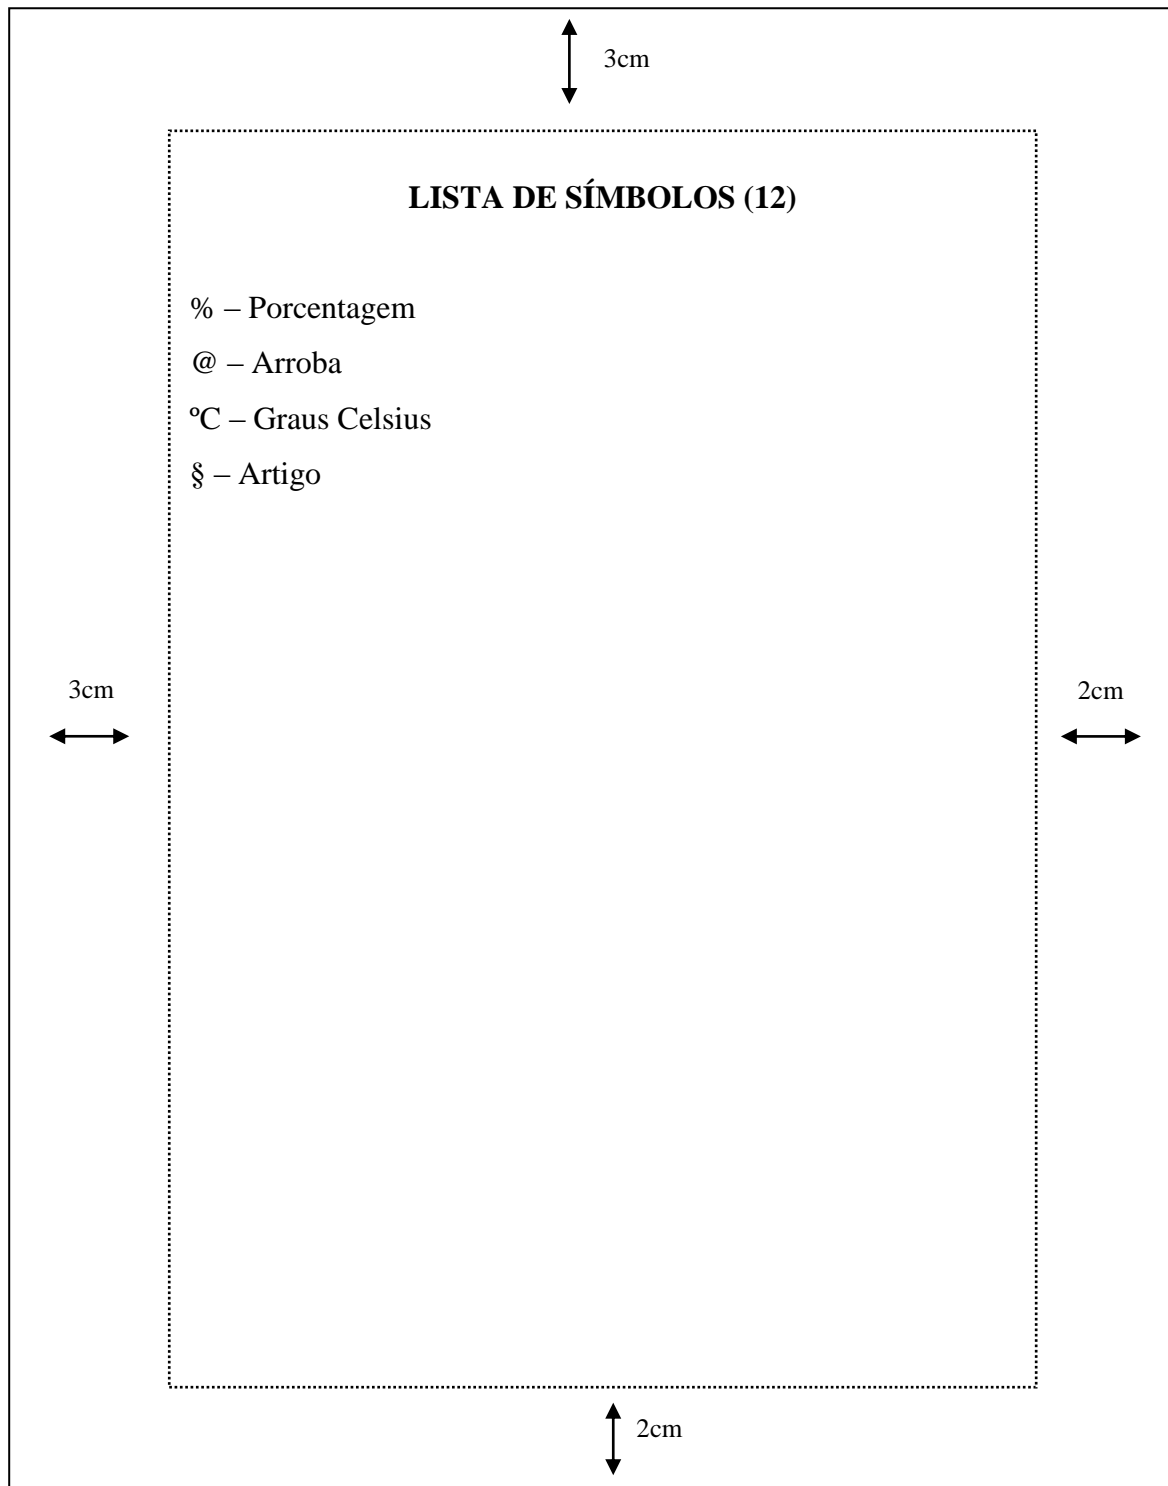 3cm
LISTA DE SÍMBOLOS (12)
% – Porcentagem
@ – Arroba
ºC – Graus Celsius
§ – Artigo
3cm
2cm
2cm